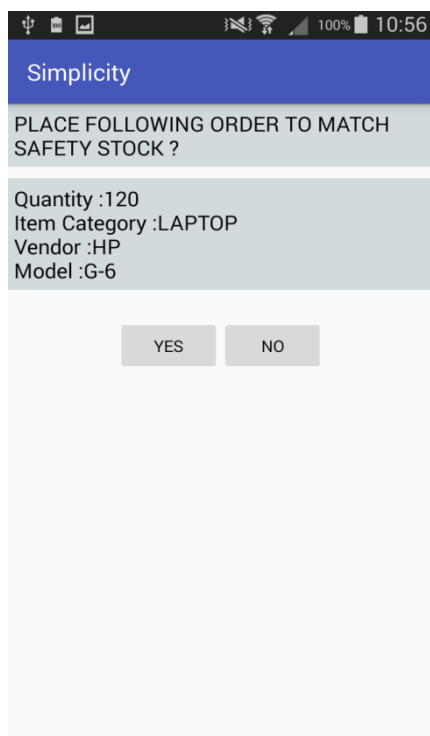 100% 10:56
Simplicity
PLACE FOLLOWING ORDER TO MATCH
SAFETY STOCK ?
Quantity :120
Item Category :LAPTOP
Vendor :HP
Model :G-6
YES NO